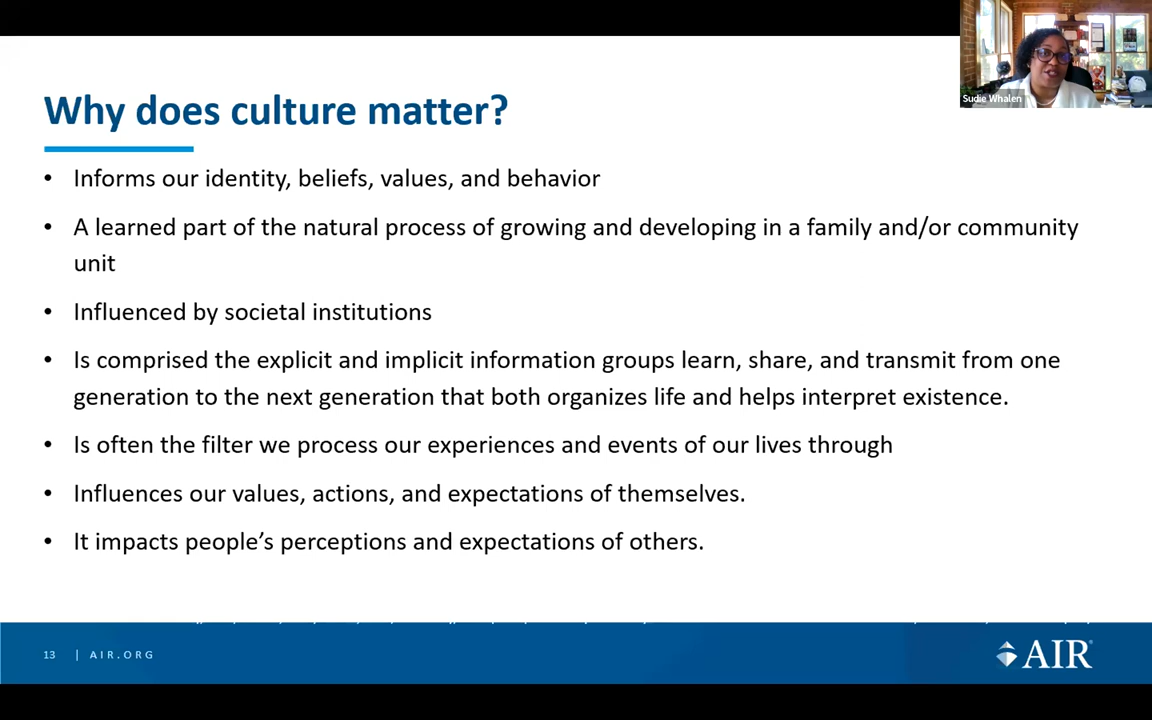 Sudie Whalen
Why does culture matter?
• Informs our identity, beliefs, values, and behavior
• A learned part of the natural process of growing and developing in a family and/or community
unit
• Influenced by societal institutions
• Is comprised the explicit and implicit information groups learn, share, and transmit from one
generation to the next generation that both organizes life and helps interpret existence.
• Is often the filter we process our experiences and events of our lives through
• Influences our values, actions, and expectations of themselves.
• It impacts people’s perceptions and expectations of others.
13 | AIR.ORG
AIR®